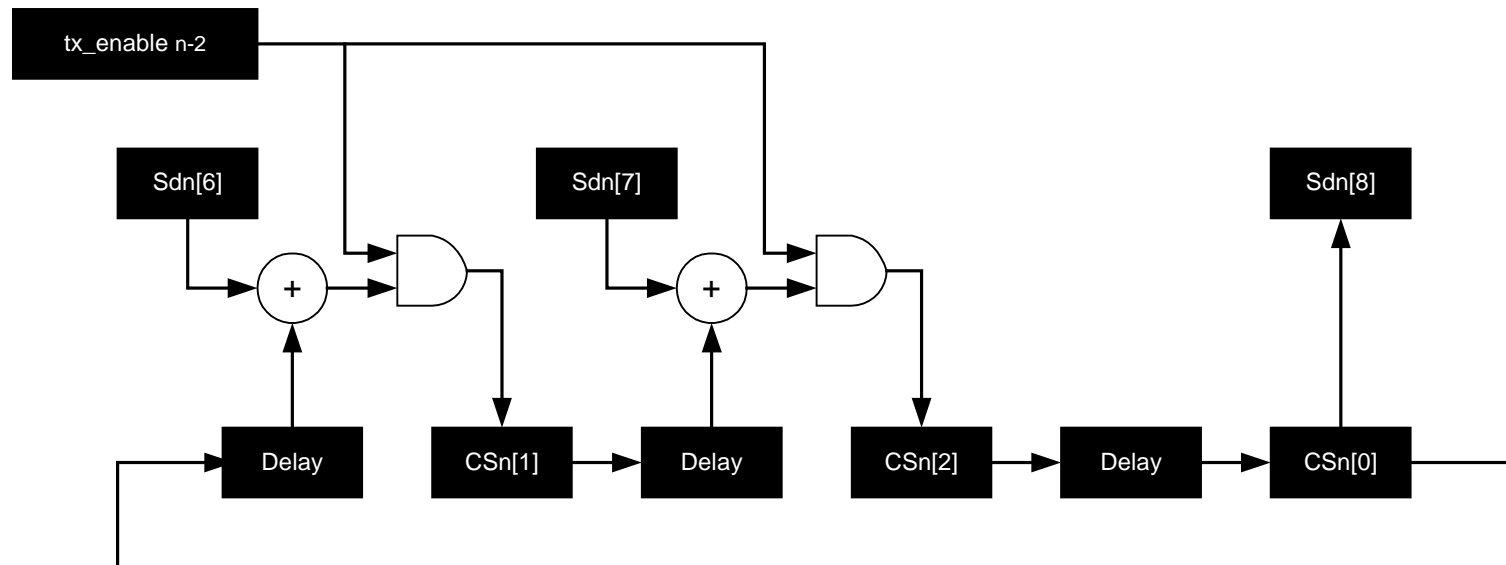 tx_enable n-2
Sdn[6]
Sdn[7]
Sdn[8]
+
+
Delay
CSn[1]
Delay
CSn[2]
Delay
CSn[0]